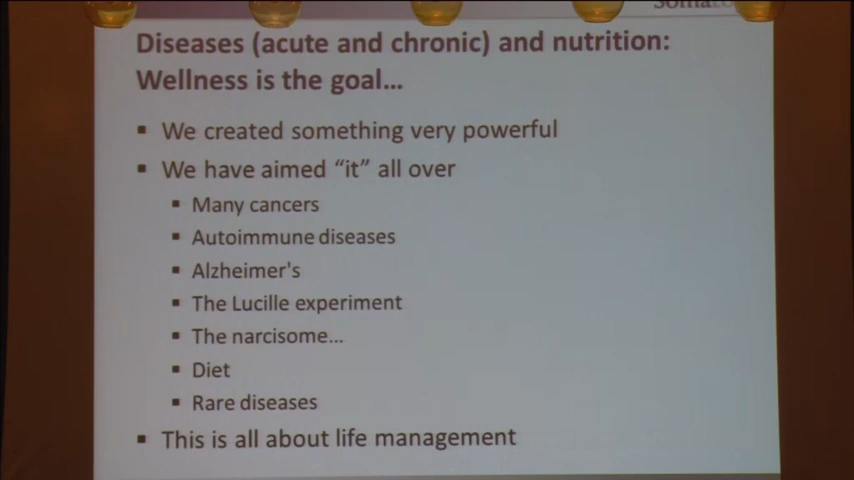 Diseases (acute and chronic) and nutrition:
Wellness is the goal...
▪ We created something very powerful
▪ We have aimed “it” all over
▪ Many cancers
▪ Autoimmune diseases
▪ Alzheimer's
▪ The Lucille experiment
▪ The narcisome...
▪ Diet
▪ Rare diseases
▪ This is all about life management